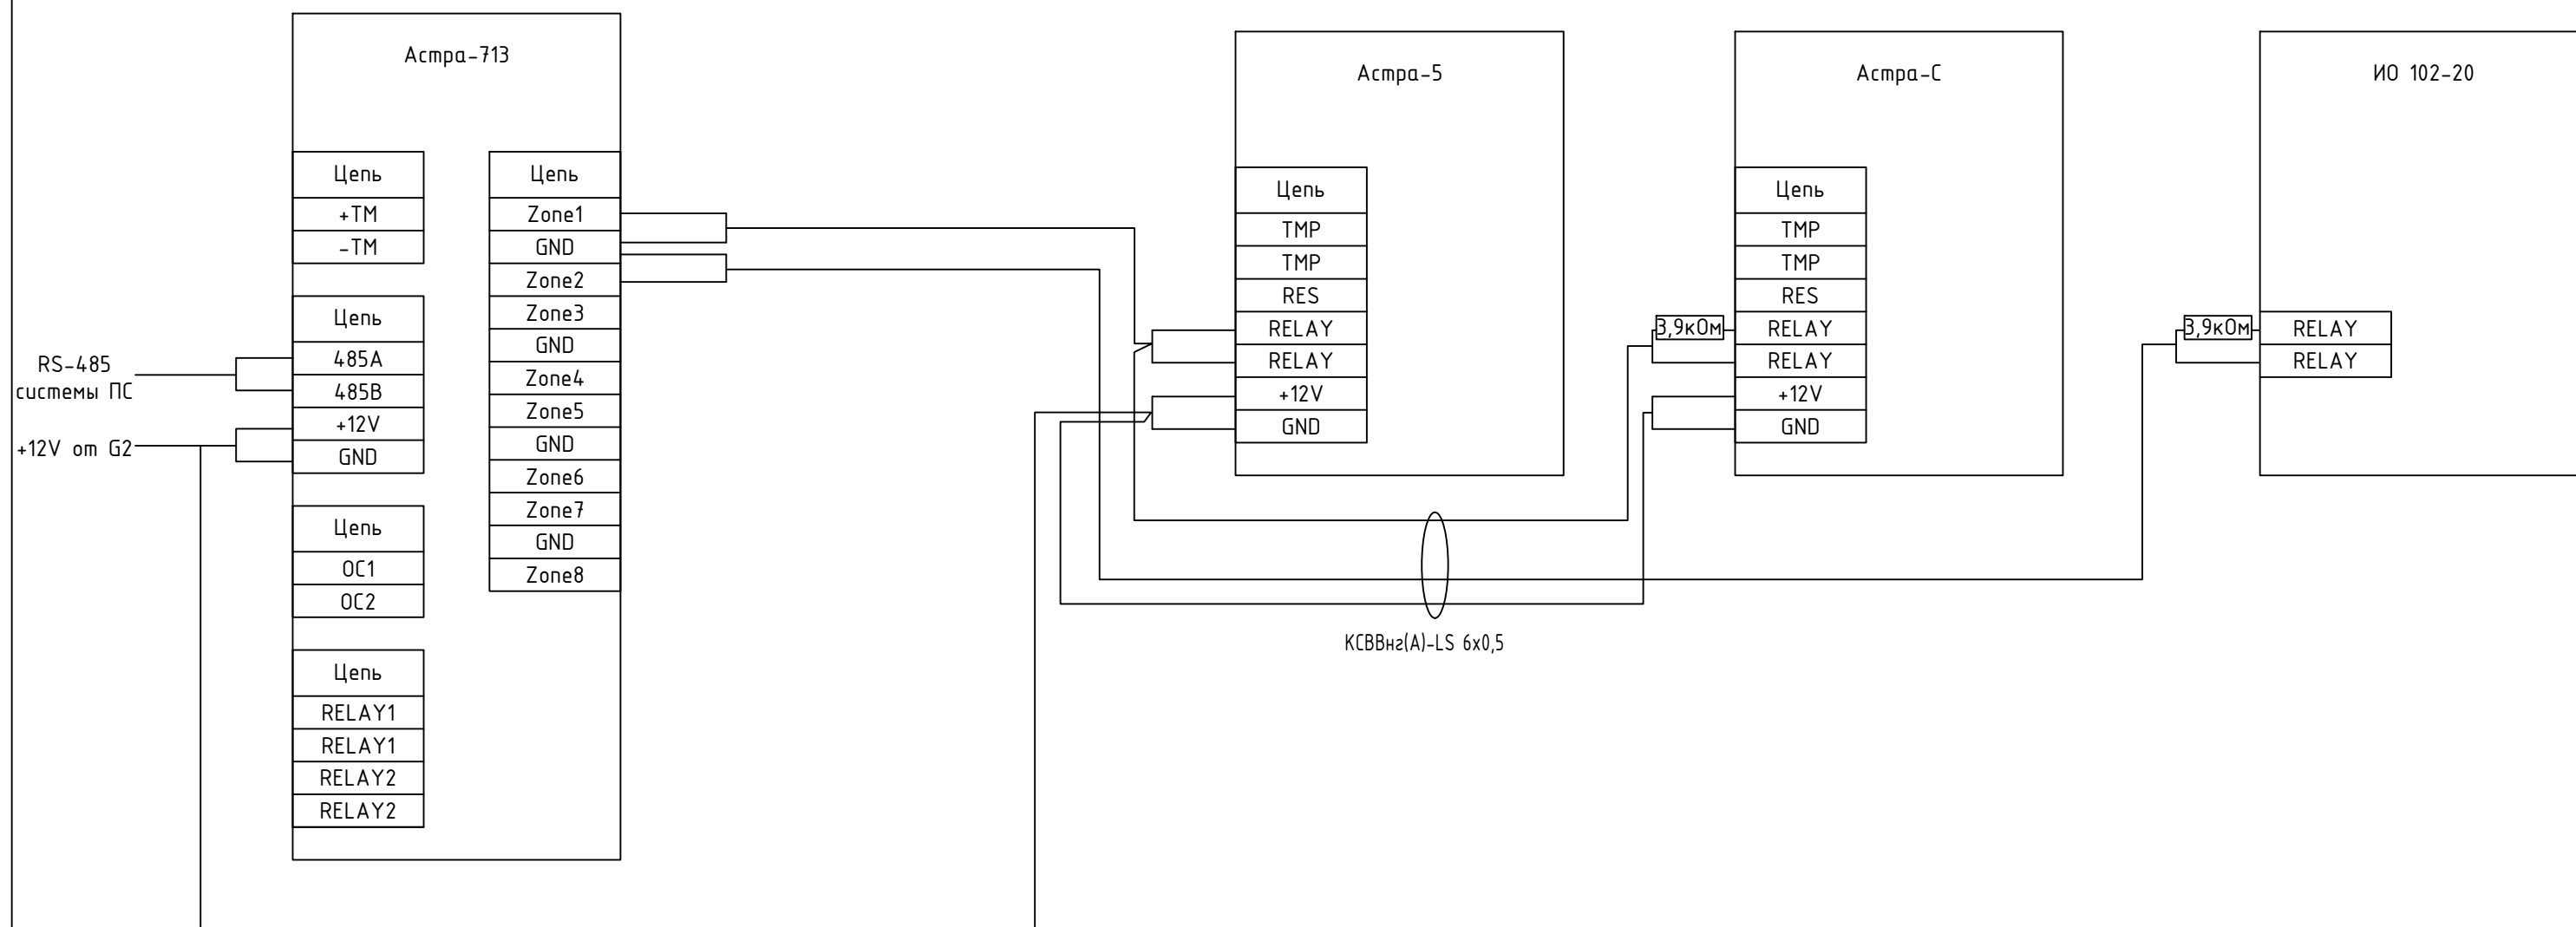 Астра-713
Цепь
+ТМ
-ТМ
Цепь
485А
485В
+12V
GND
Цепь
ОС1
ОС2
Цепь
RELAY1
RELAY1
RELAY2
RELAY2
Цепь
Zone1
GND
Zone2
Zone3
GND
Zone4
Zone5
GND
Zone6
Zone7
GND
Zone8
RS-485
системы ПС
+12V от G2
Астра-5
Цепь
TMP
TMP
RES
RELAY
RELAY
+12V
GND
Астра-С
Цепь
TMP
TMP
RES
RELAY
RELAY
+12V
GND
3,9кОм
ИО 102-20
3,9кОм
RELAY
RELAY
КСВВнг(А)-LS 6х0,5